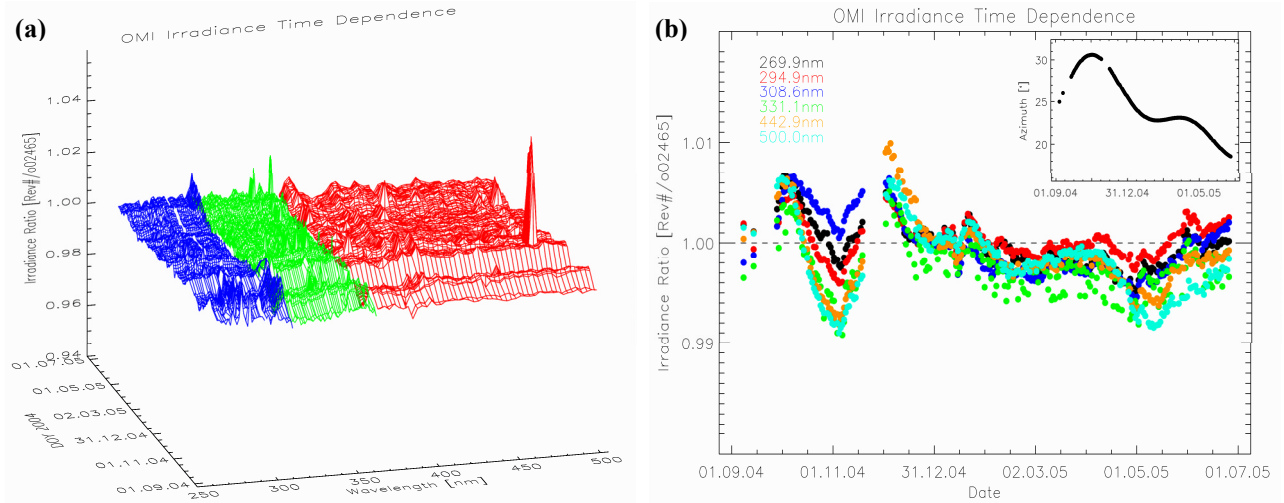 (a)
OMI Irradiance Time Dependence
Irradiance Ratio [Rev#/o02465]
1.04
1.02
1.00
0.98
0.96
0.94
01.07.05
01.05.05
02.03.05
31.12.04
01.11.04
01.09.04
DOY 2004
250
300
350
400
450
500
Wavelength [nm]
(b)
OMI Irradiance Time Dependence
269.9nm
294.9nm
308.6nm
331.1nm
442.9nm
500.0nm
Irradiance Ratio [Rev#/o02465]
1.01
1.00
0.99
01.09.04
01.11.04
31.12.04
02.03.05
01.05.05
01.07.05
Date
Azimuth [°]
30
25
20
01.09.04
31.12.04
01.05.05